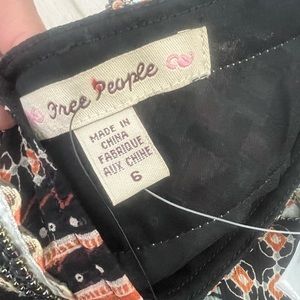 Free People
MADE IN
CHINA
FABRIQUE
AUX CHINE
6